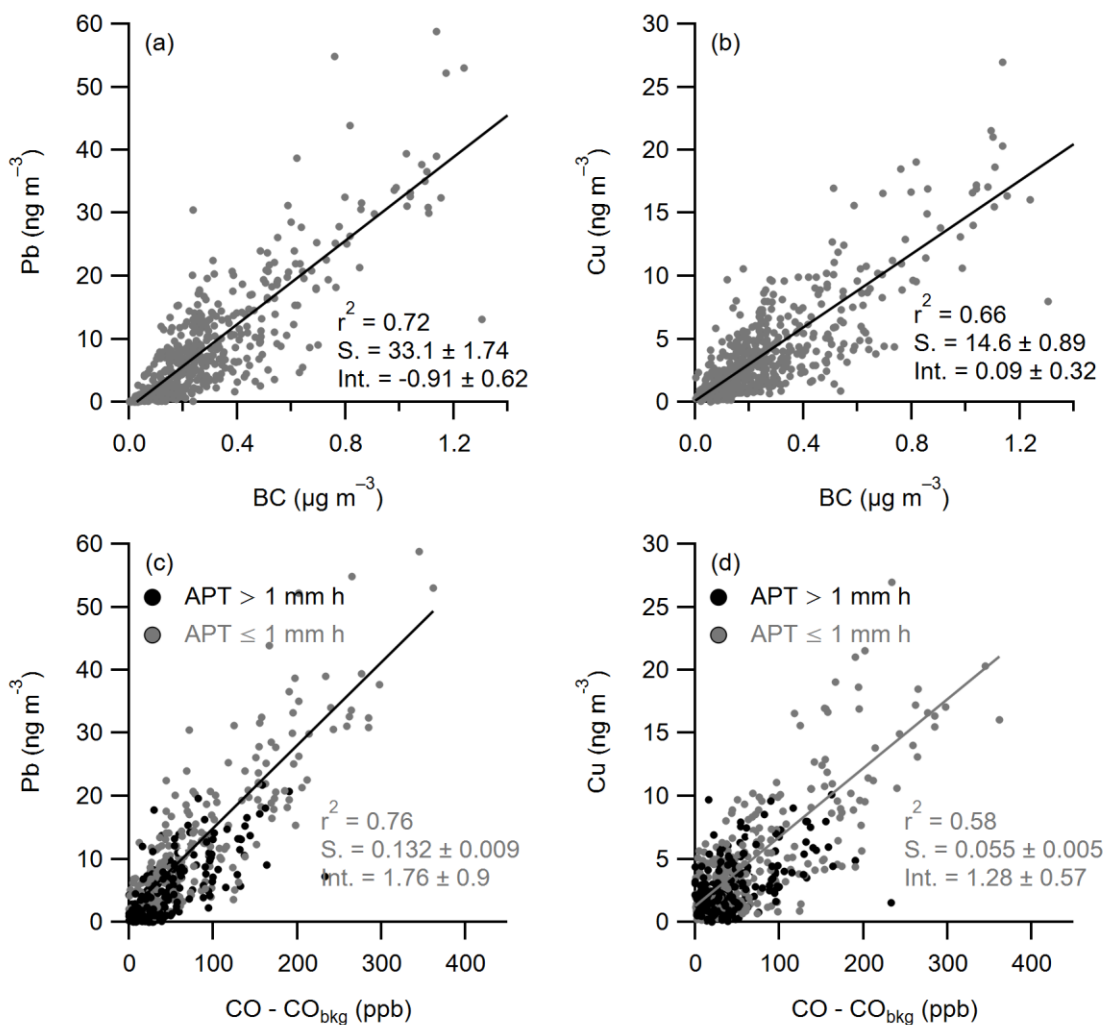 (a)
60
50
40
30
20
10
0
Pb (ng m⁻³)
r² = 0.72
S. = 33.1 ± 1.74
Int. = -0.91 ± 0.62
0.0 0.4 0.8 1.2
BC (µg m⁻³)
(b)
30
25
20
15
10
5
0
Cu (ng m⁻³)
r² = 0.66
S. = 14.6 ± 0.89
Int. = 0.09 ± 0.32
0.0 0.4 0.8 1.2
BC (µg m⁻³)
(c)
APT > 1 mm h
APT ≤ 1 mm h
60
50
40
30
20
10
0
Pb (ng m⁻³)
r² = 0.76
S. = 0.132 ± 0.009
Int. = 1.76 ± 0.9
0 100 200 300 400
CO - CO_bkg (ppb)
(d)
APT > 1 mm h
APT ≤ 1 mm h
30
25
20
15
10
5
0
Cu (ng m⁻³)
r² = 0.58
S. = 0.055 ± 0.005
Int. = 1.28 ± 0.57
0 100 200 300 400
CO - CO_bkg (ppb)